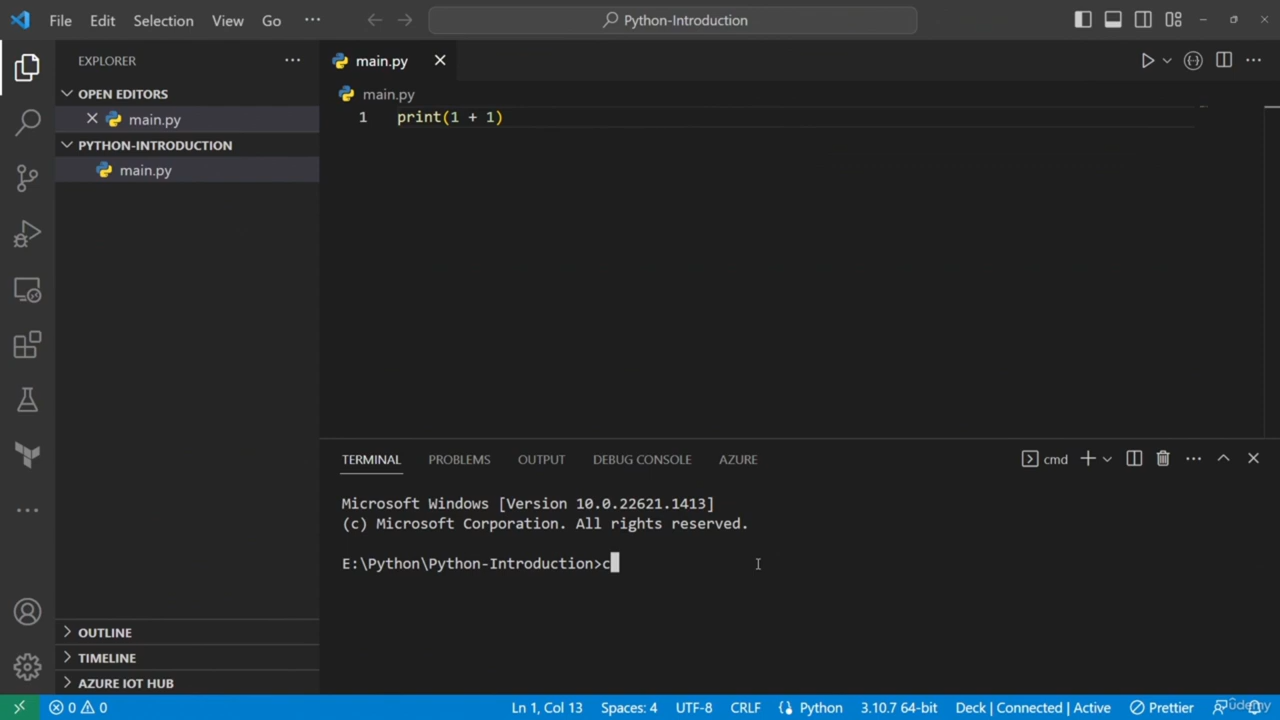 File Edit Selection View Go ··· Python-Introduction
EXPLORER ···
OPEN EDITORS
main.py
PYTHON-INTRODUCTION
main.py
OUTLINE
TIMELINE
AZURE IOT HUB
main.py
main.py
1 print(1 + 1)
TERMINAL PROBLEMS OUTPUT DEBUG CONSOLE AZURE cmd
Microsoft Windows [Version 10.0.22621.1413]
(c) Microsoft Corporation. All rights reserved.
E:\Python\Python-Introduction>c
0 0 Ln 1, Col 13 Spaces: 4 UTF-8 CRLF Python 3.10.7 64-bit Deck | Connected | Active Prettier
Udemy